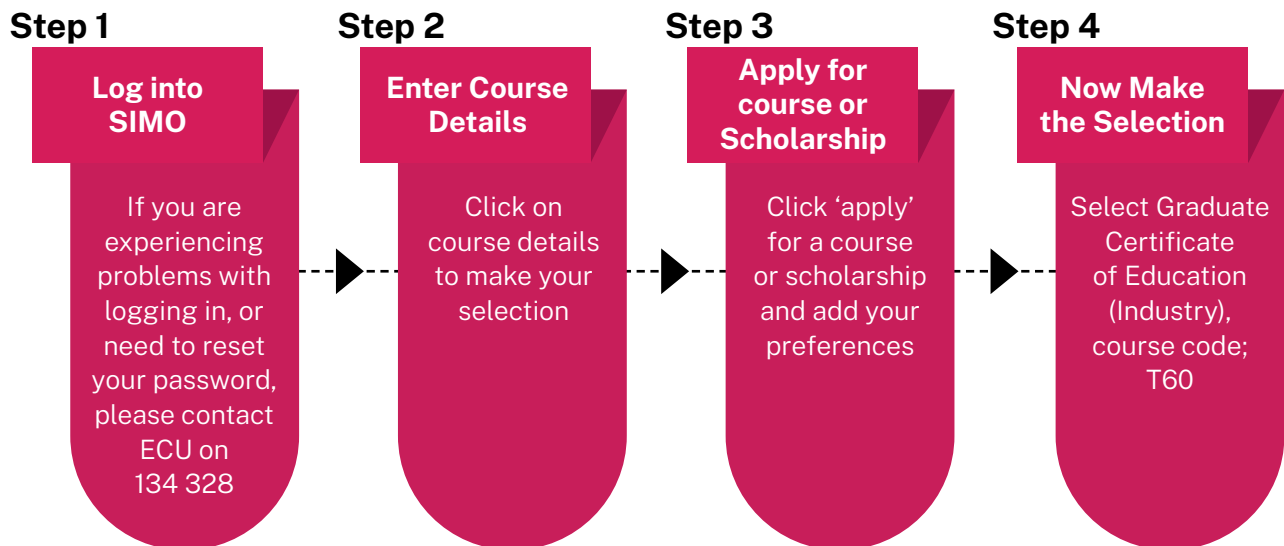 Step 1
Log into
SIMO
If you are
experiencing
problems with
logging in, or
need to reset
your password,
please contact
ECU on
134 328
Step 2
Enter Course
Details
Click on
course details
to make your
selection
Step 3
Apply for
course or
Scholarship
Click ‘apply’
for a course
or scholarship
and add your
preferences
Step 4
Now Make
the Selection
Select Graduate
Certificate
of Education
(Industry),
course code;
T60